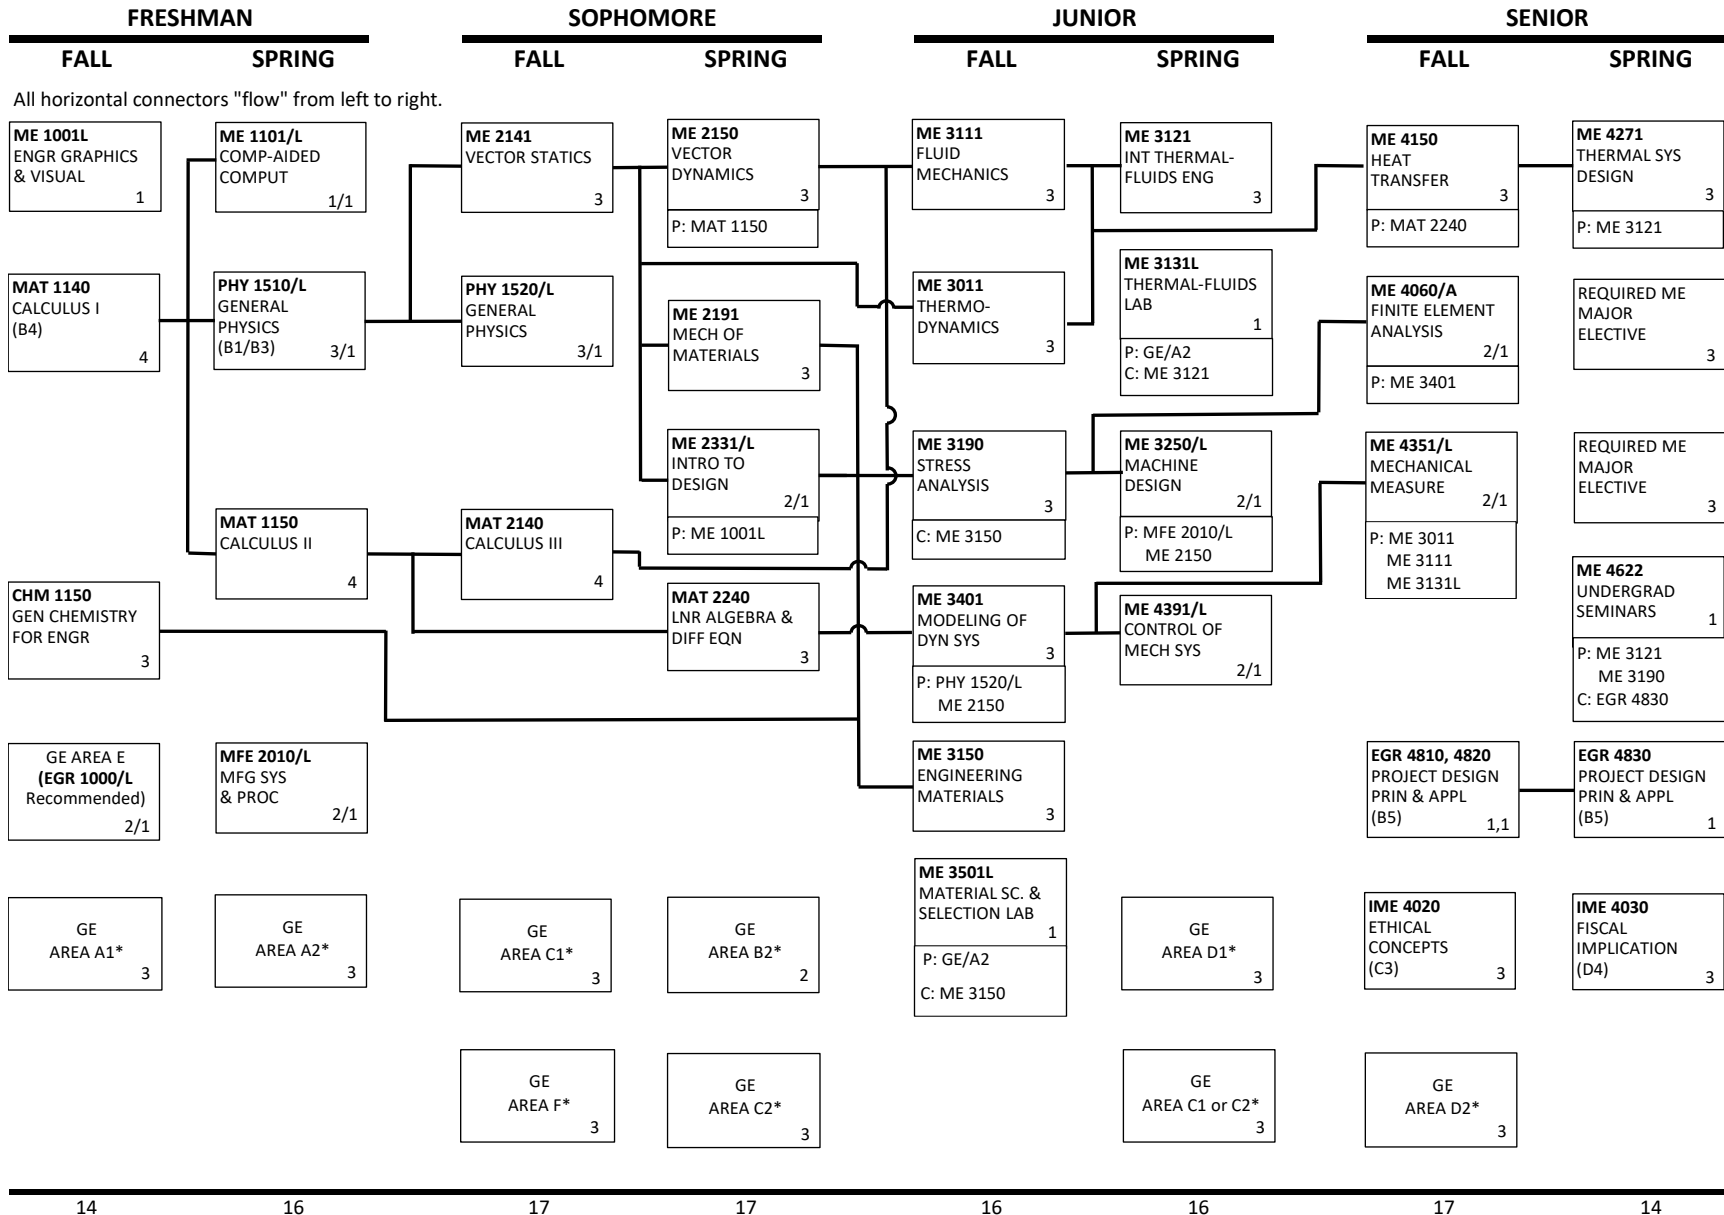 FRESHMAN
SOPHOMORE
JUNIOR
SENIOR
FALL
SPRING
FALL
SPRING
FALL
SPRING
FALL
SPRING
All horizontal connectors "flow" from left to right.
ME 1001L
ENGR GRAPHICS
& VISUAL
1
MAT 1140
CALCULUS I
(B4)
4
CHM 1150
GEN CHEMISTRY
FOR ENGR
3
GE AREA E
(EGR 1000/L
Recommended)
2/1
GE
AREA A1*
3
ME 1101/L
COMP-AIDED
COMPUT
1/1
PHY 1510/L
GENERAL
PHYSICS
(B1/B3)
3/1
MAT 1150
CALCULUS II
4
MFE 2010/L
MFG SYS
& PROC
2/1
GE
AREA A2*
3
ME 2141
VECTOR STATICS
3
PHY 1520/L
GENERAL
PHYSICS
3/1
MAT 2140
CALCULUS III
4
GE
AREA C1*
3
GE
AREA F*
3
ME 2150
VECTOR
DYNAMICS
3
P: MAT 1150
ME 2191
MECH OF
MATERIALS
3
ME 2331/L
INTRO TO
DESIGN
2/1
P: ME 1001L
MAT 2240
LNR ALGEBRA &
DIFF EQN
3
GE
AREA B2*
2
GE
AREA C2*
3
ME 3111
FLUID
MECHANICS
3
ME 3011
THERMO-
DYNAMICS
3
ME 3190
STRESS
ANALYSIS
3
C: ME 3150
ME 3401
MODELING OF
DYN SYS
3
P: PHY 1520/L
ME 2150
ME 3150
ENGINEERING
MATERIALS
3
ME 3501L
MATERIAL SC. &
SELECTION LAB
1
P: GE/A2
C: ME 3150
ME 3121
INT THERMAL-
FLUIDS ENG
3
ME 3131L
THERMAL-FLUIDS
LAB
1
P: GE/A2
C: ME 3121
ME 3250/L
MACHINE
DESIGN
2/1
P: MFE 2010/L
ME 2150
ME 4391/L
CONTROL OF
MECH SYS
2/1
GE
AREA D1*
3
GE
AREA C1 or C2*
3
ME 4150
HEAT
TRANSFER
3
P: MAT 2240
ME 4060/A
FINITE ELEMENT
ANALYSIS
2/1
P: ME 3401
ME 4351/L
MECHANICAL
MEASURE
2/1
P: ME 3011
ME 3111
ME 3131L
EGR 4810, 4820
PROJECT DESIGN
PRIN & APPL
(B5)
1,1
IME 4020
ETHICAL
CONCEPTS
(C3)
3
GE
AREA D2*
3
ME 4271
THERMAL SYS
DESIGN
3
P: ME 3121
REQUIRED ME
MAJOR
ELECTIVE
3
REQUIRED ME
MAJOR
ELECTIVE
3
ME 4622
UNDERGRAD
SEMINARS
1
P: ME 3121
ME 3190
C: EGR 4830
EGR 4830
PROJECT DESIGN
PRIN & APPL
(B5)
1
IME 4030
FISCAL
IMPLICATION
(D4)
3
14
16
17
17
16
16
17
14